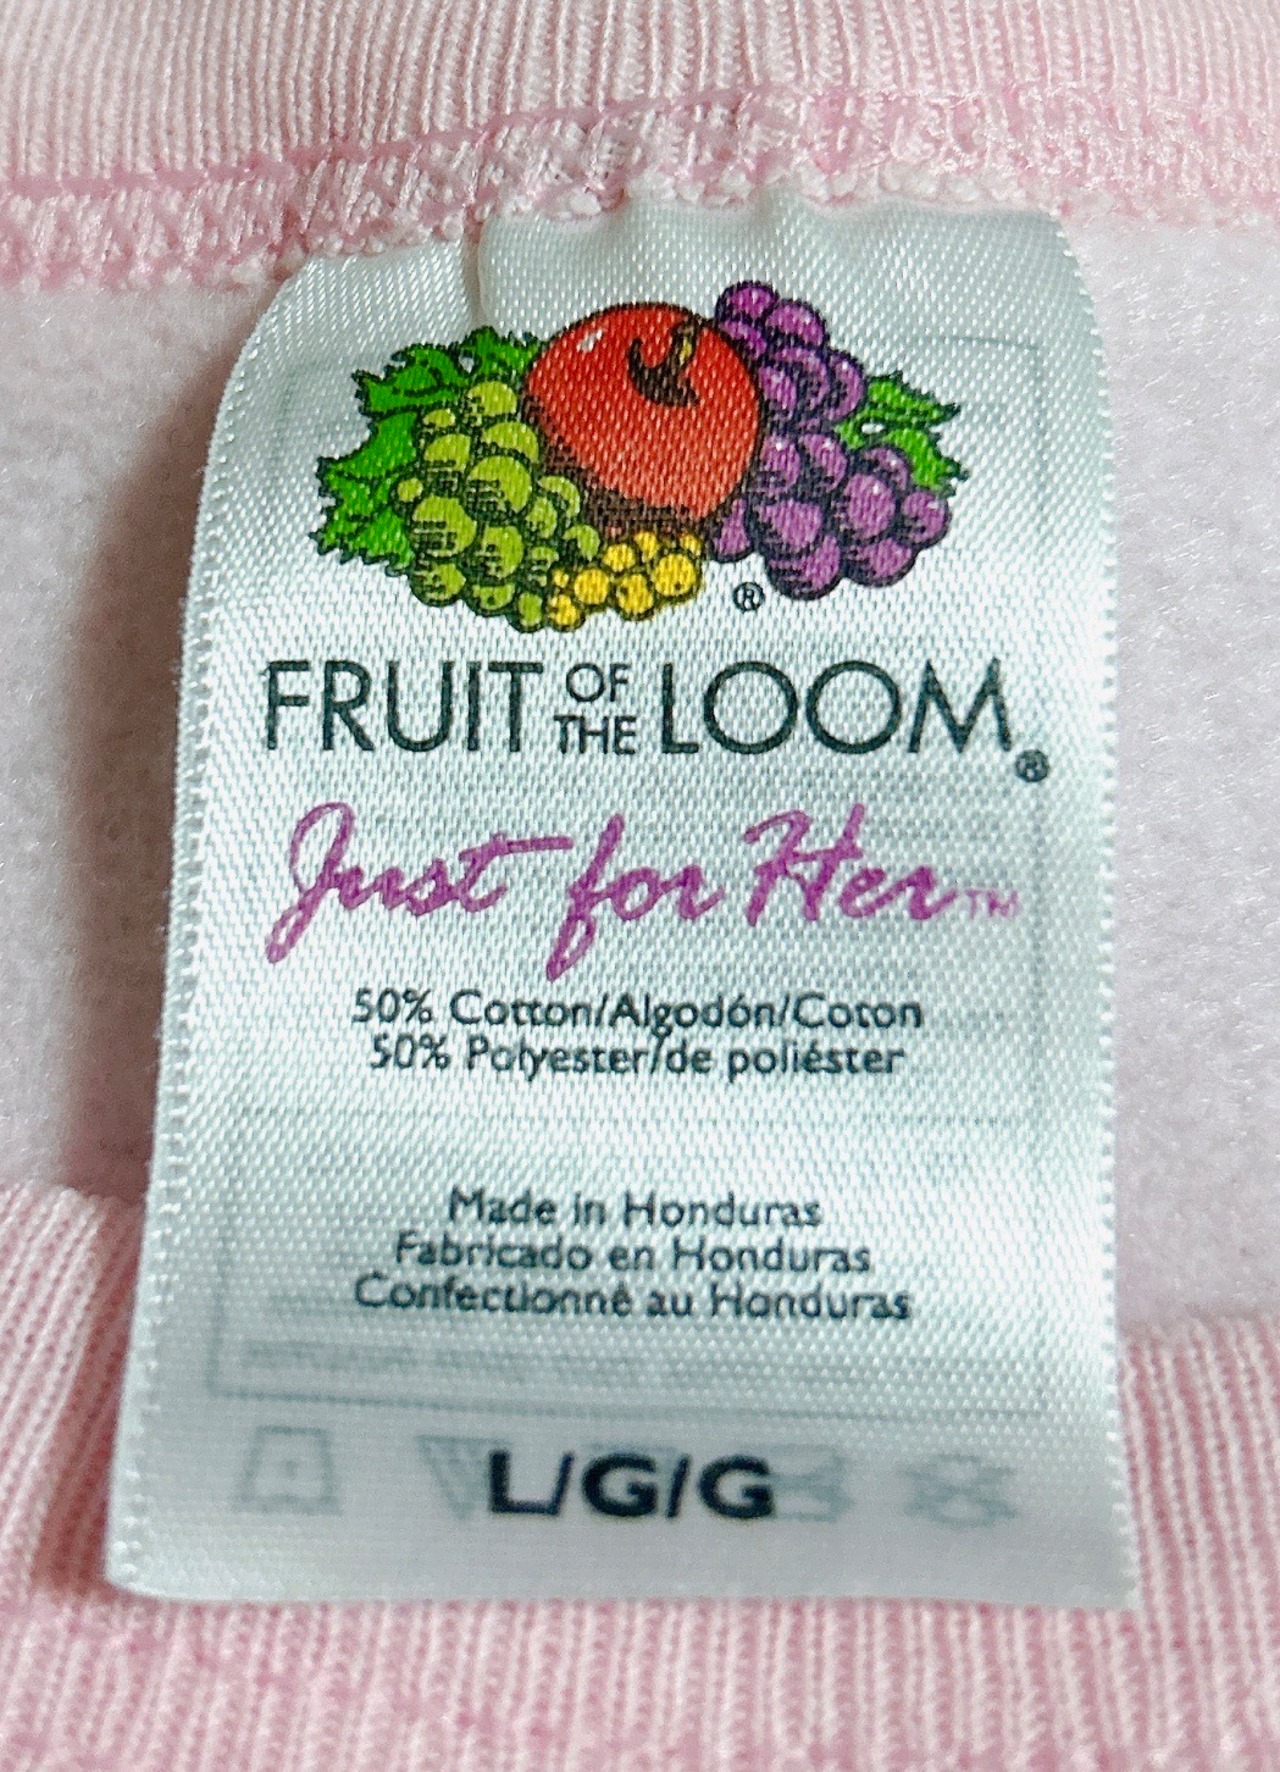 ®
FRUIT OF THE LOOM®
Just for Her™
50% Cotton/Algodón/Coton
50% Polyester/de poliéster
Made in Honduras
Fabricado en Honduras
Confectionné au Honduras
L/G/G